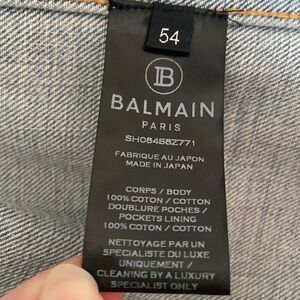 54
B
BALMAIN
PARIS
SH08458Z771
FABRIQUE AU JAPON
MADE IN JAPAN
CORPS / BODY
100% COTON / COTTON
DOUBLURE POCHES /
POCKETS LINING
100% COTON / COTTON
NETTOYAGE PAR UN
SPECIALISTE DU LUXE
UNIQUEMENT /
CLEANING BY A LUXURY
SPECIALIST ONLY